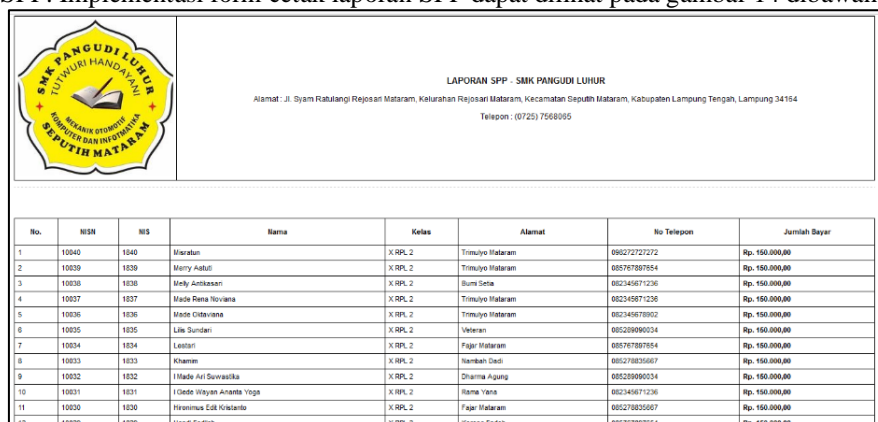 SPP. Implementasi form cetak laporan SPP dapat dilihat pada gambar 14 dibawah
SMK PANGUDI LUHUR
TUTWURI HANDAYANI
MEKANIK OTOMOTIF
KOMPUTER DAN INFOTMATIKA
SEPUTIH MATARAM
LAPORAN SPP - SMK PANGUDI LUHUR
Alamat : Jl. Syam Ratulangi Rejosari Mataram, Kelurahan Rejosari Mataram, Kecamatan Seputih Mataram, Kabupaten Lampung Tengah, Lampung 34164
Telepon : (0725) 7568065
No. NISN NIS Nama Kelas Alamat No Telepon Jumlah Bayar
1 10040 1840 Misratun X RPL 2 Trimulyo Mataram 098272727272 Rp. 150.000,00
2 10039 1839 Merry Astuti X RPL 2 Trimulyo Mataram 085767897654 Rp. 150.000,00
3 10038 1838 Melly Antikasari X RPL 2 Bumi Setia 082345671236 Rp. 150.000,00
4 10037 1837 Made Rena Noviana X RPL 2 Trimulyo Mataram 082345671236 Rp. 150.000,00
5 10036 1836 Made Oktaviana X RPL 2 Trimulyo Mataram 082345678902 Rp. 150.000,00
6 10035 1835 Lilis Sundari X RPL 2 Veteran 085289090034 Rp. 150.000,00
7 10034 1834 Lestari X RPL 2 Fajar Mataram 085767897654 Rp. 150.000,00
8 10033 1833 Khamim X RPL 2 Nambah Dadi 085278835667 Rp. 150.000,00
9 10032 1832 I Made Ari Suwastika X RPL 2 Dharma Agung 085289090034 Rp. 150.000,00
10 10031 1831 I Gede Wayan Ananta Yoga X RPL 2 Rama Yana 082345671236 Rp. 150.000,00
11 10030 1830 Hironimus Edit Kristanto X RPL 2 Fajar Mataram 085278835667 Rp. 150.000,00